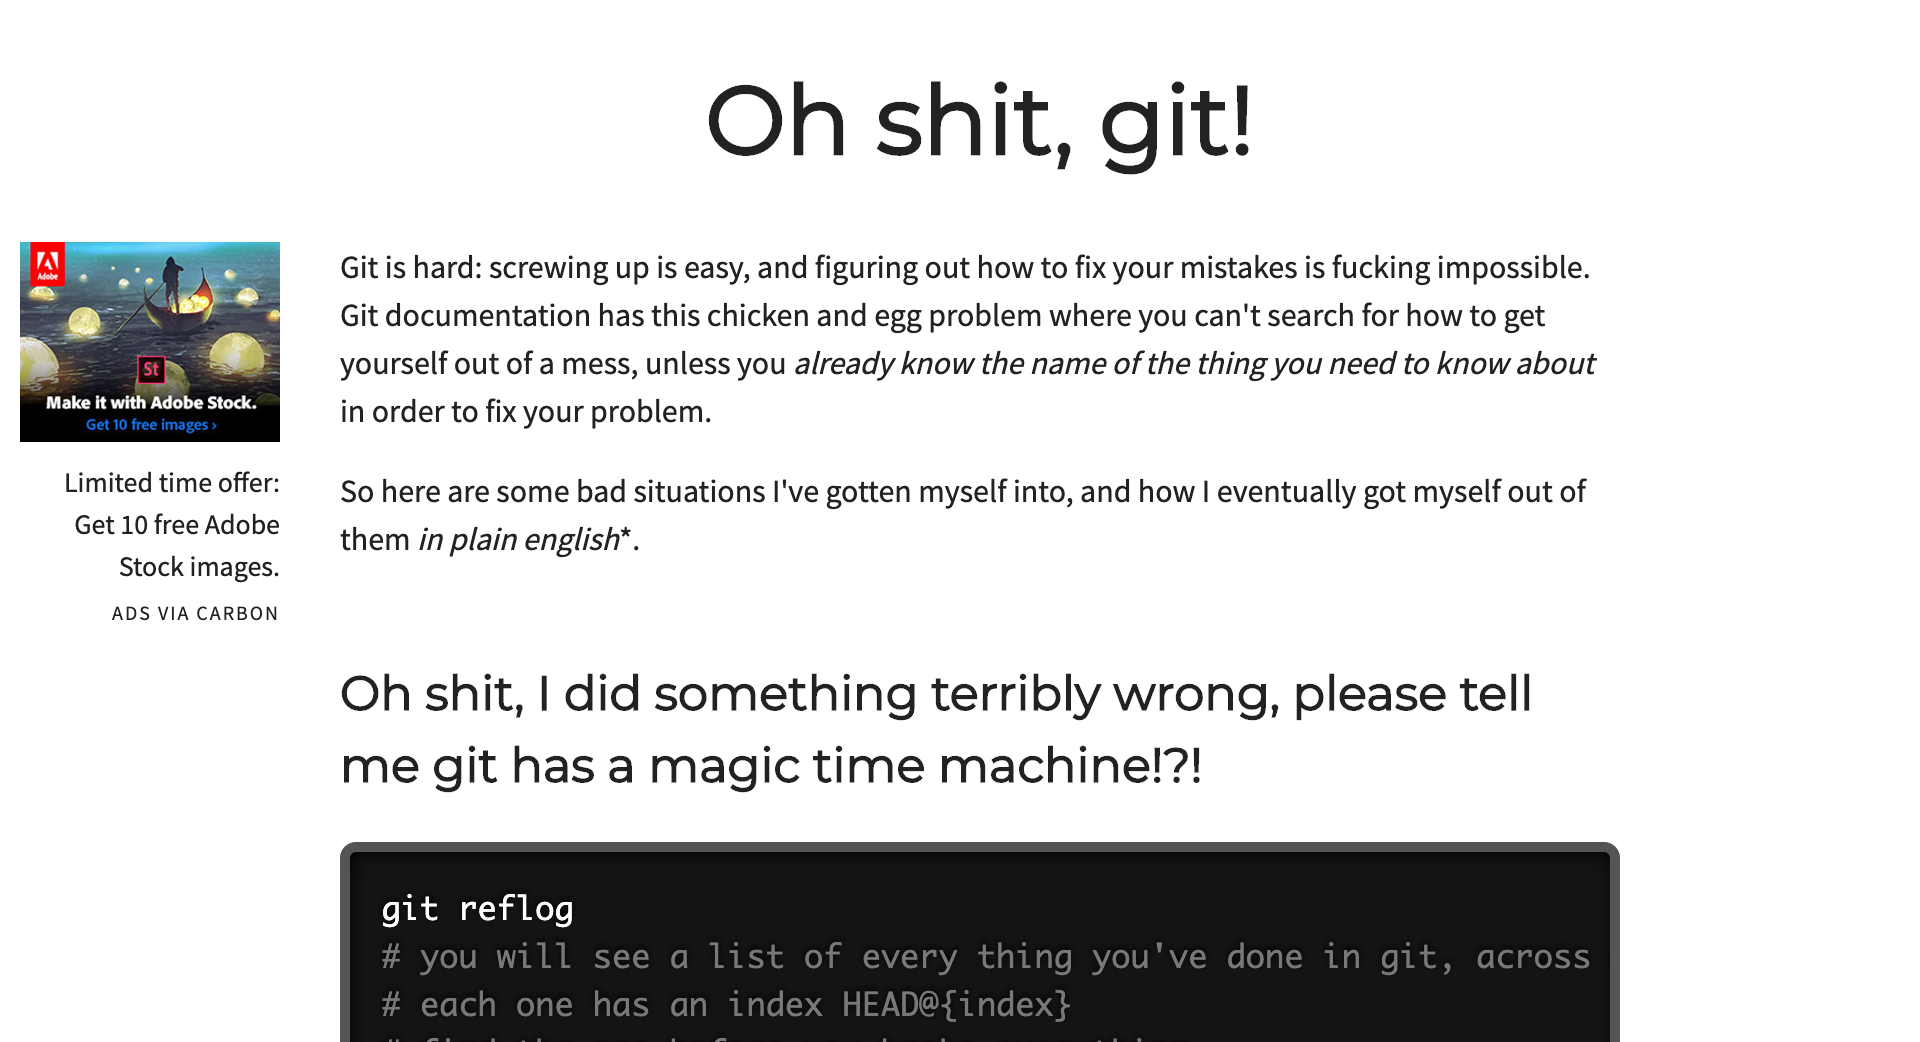 Oh shit, git!
Adobe
St
Make it with Adobe Stock.
Get 10 free images ›
Limited time offer:
Get 10 free Adobe
Stock images.
ADS VIA CARBON
Git is hard: screwing up is easy, and figuring out how to fix your mistakes is fucking impossible.
Git documentation has this chicken and egg problem where you can't search for how to get
yourself out of a mess, unless you already know the name of the thing you need to know about
in order to fix your problem.
So here are some bad situations I've gotten myself into, and how I eventually got myself out of
them in plain english*.
Oh shit, I did something terribly wrong, please tell
me git has a magic time machine!?!
git reflog
# you will see a list of every thing you've done in git, across
# each one has an index HEAD@{index}